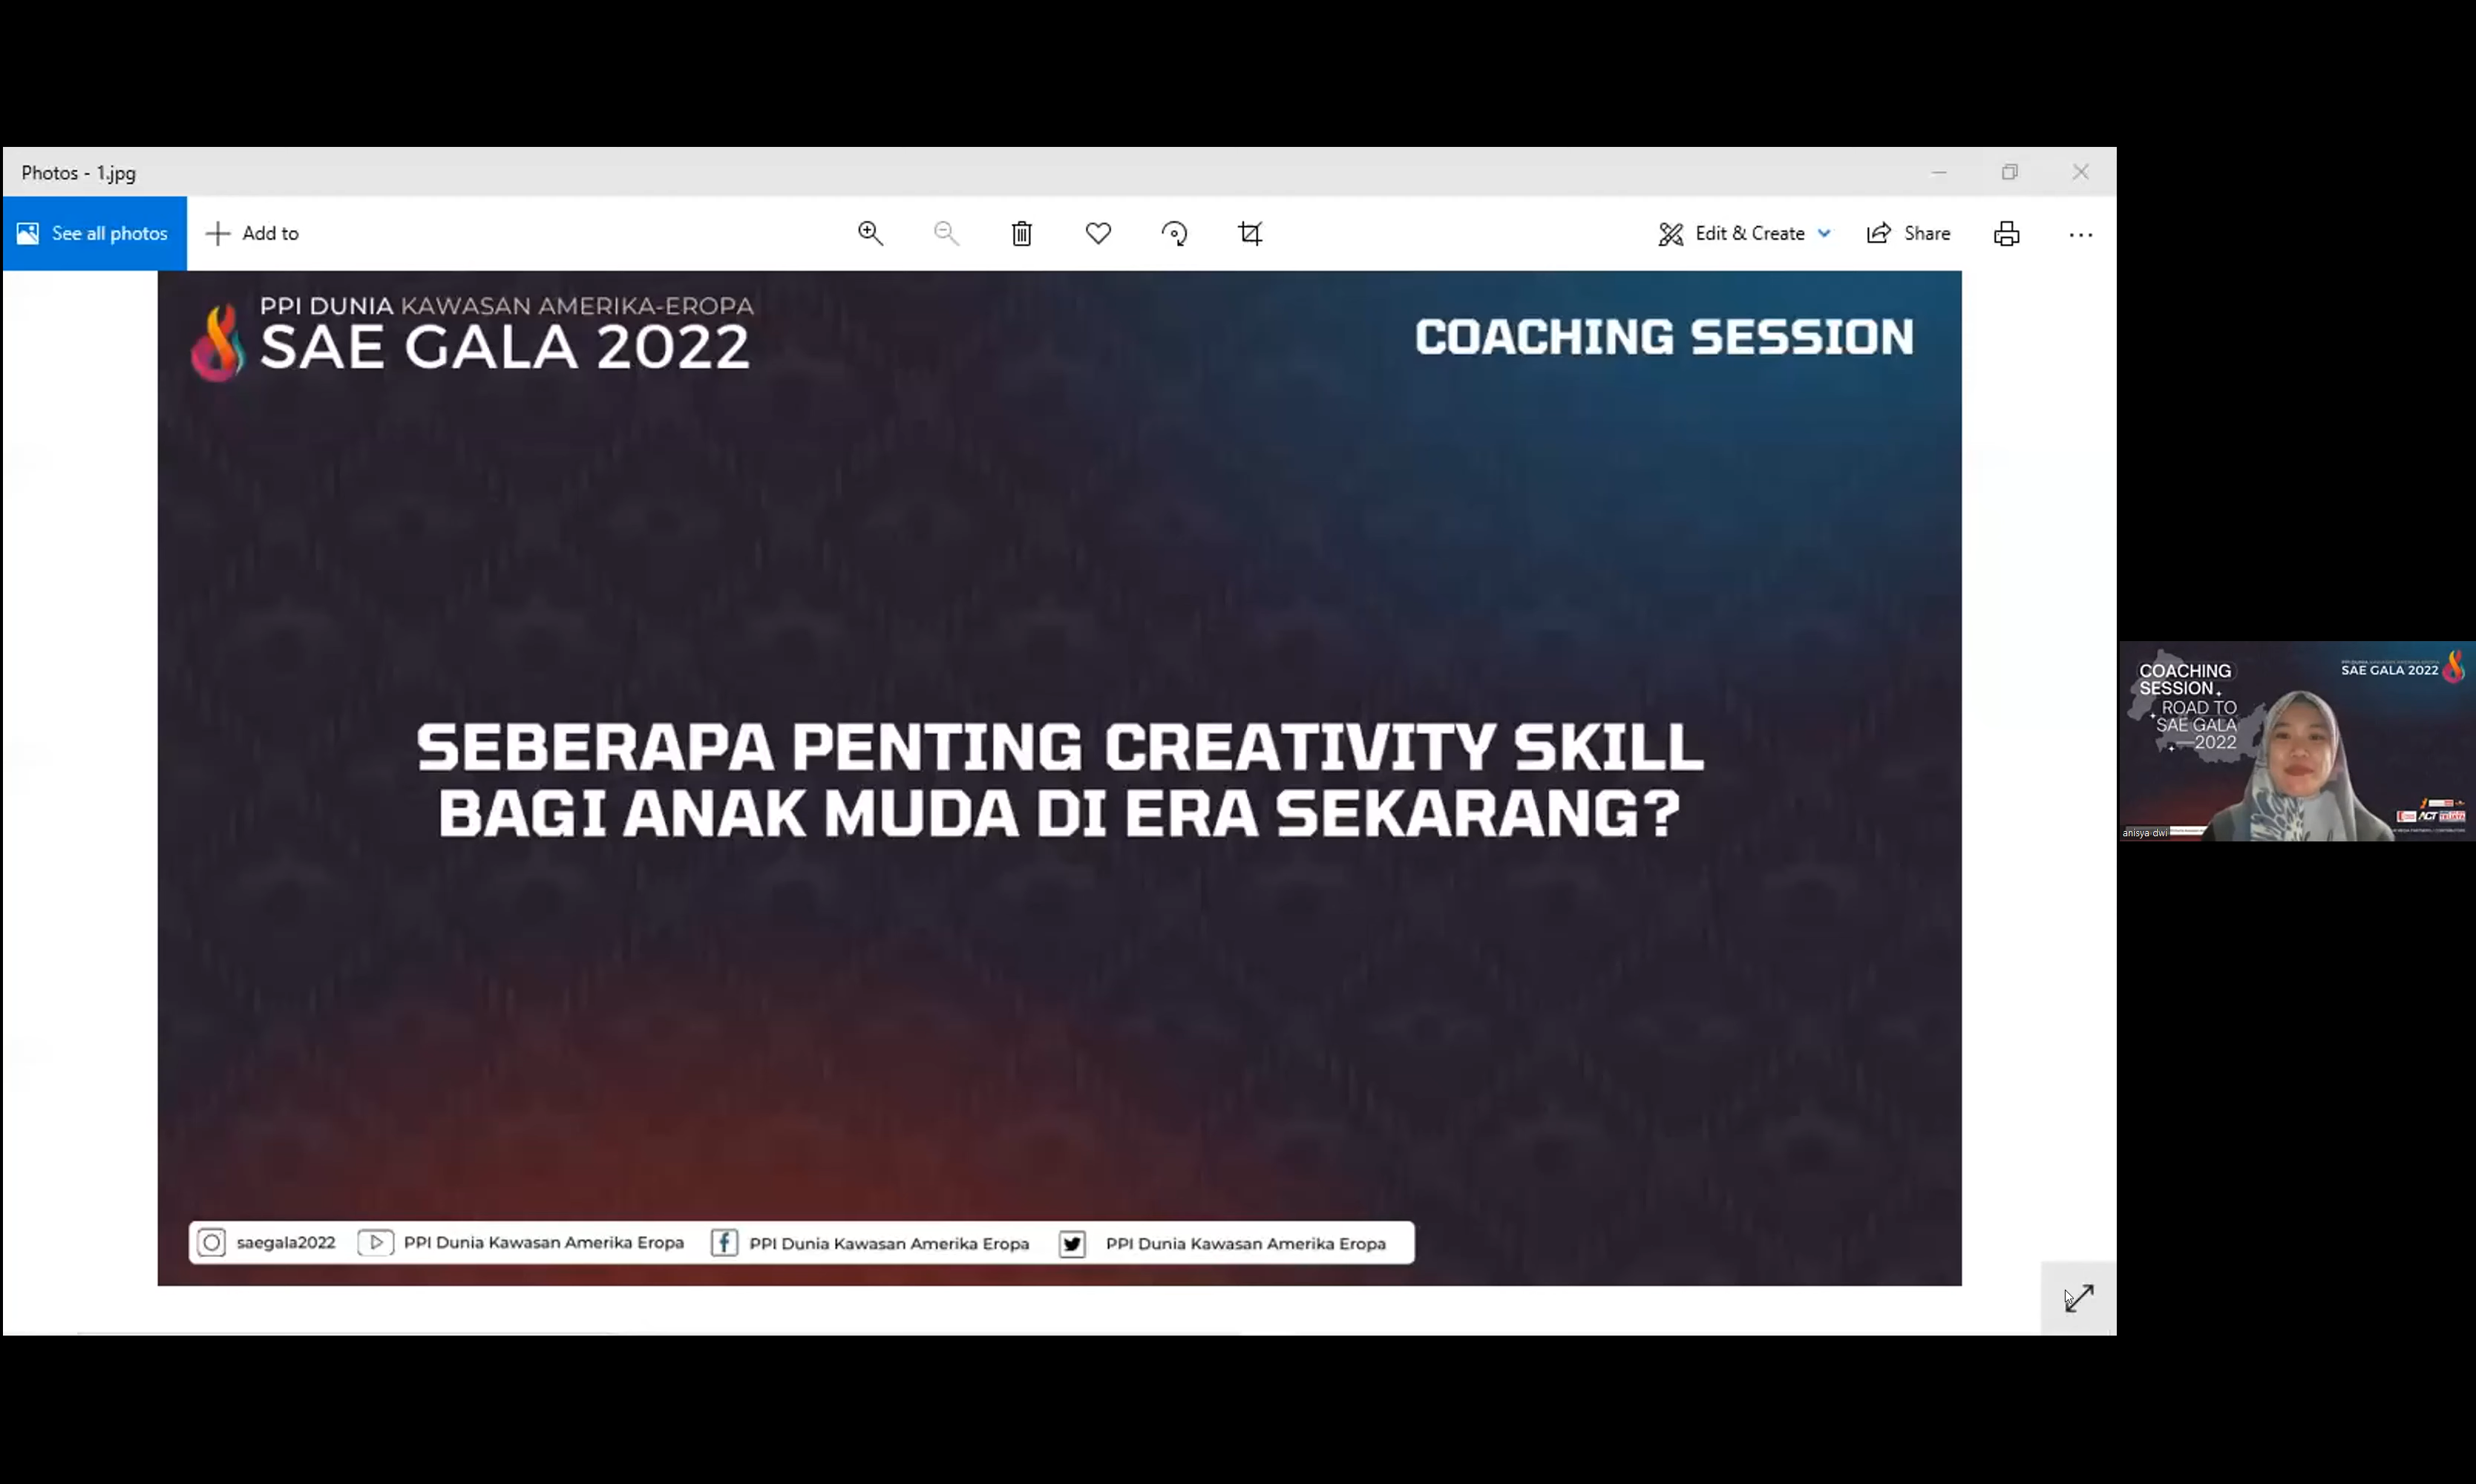 Photos - 1.jpg
See all photos
Add to
Edit & Create
Share
PPI DUNIA KAWASAN AMERIKA-EROPA
SAE GALA 2022
COACHING SESSION
SEBERAPA PENTING CREATIVITY SKILL
BAGI ANAK MUDA DI ERA SEKARANG?
saegala2022
PPI Dunia Kawasan Amerika Eropa
PPI Dunia Kawasan Amerika Eropa
PPI Dunia Kawasan Amerika Eropa
COACHING
SESSION
ROAD TO
SAE GALA
2022
SAE GALA 2022
ACT
anisya dwi